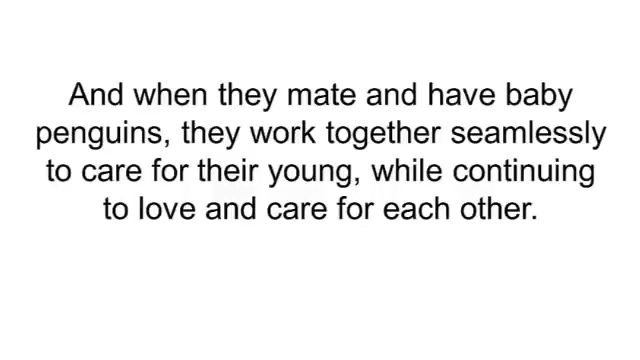 And when they mate and have baby
penguins, they work together seamlessly
to care for their young, while continuing
to love and care for each other.